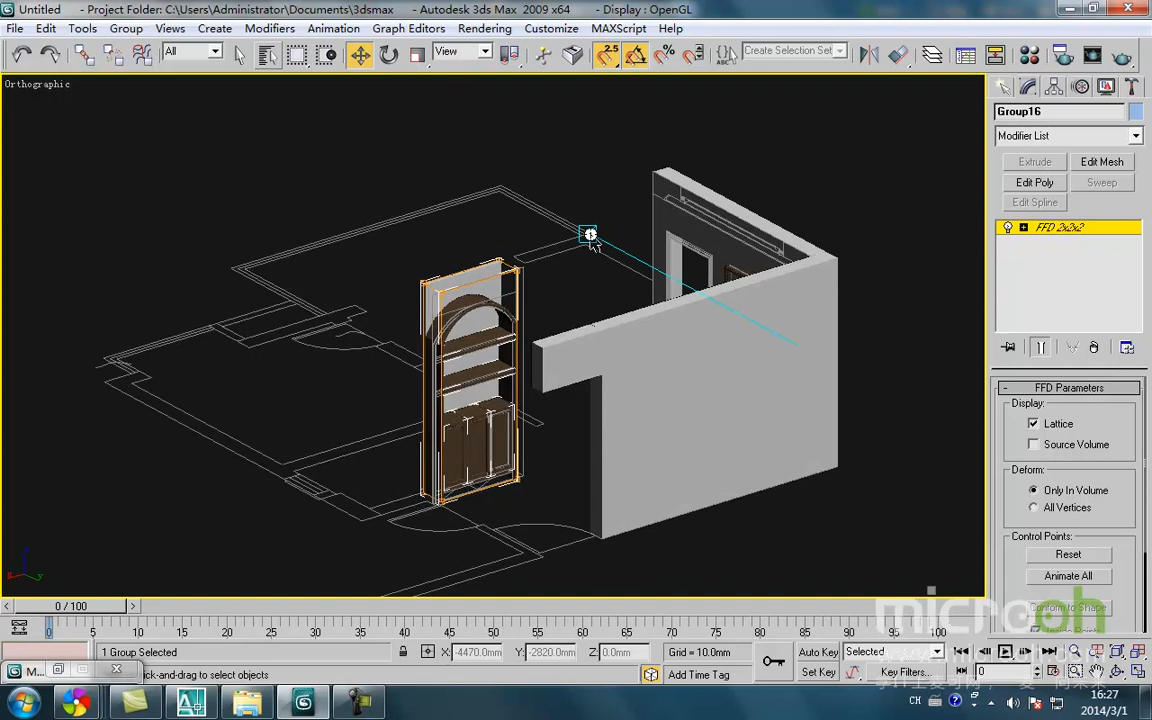 Untitled - Project Folder: C:\Users\Administrator\Documents\3dsmax - Autodesk 3ds Max 2009 x64 - Display : OpenGL
File Edit Tools Group Views Create Modifiers Animation Graph Editors Rendering Customize MAXScript Help
All View 2.5 Create Selection Set
Orthographic
Group16
Modifier List
Extrude Edit Mesh
Edit Poly Sweep
Edit Spline
FFD 2x2x2
- FFD Parameters
Display:
Lattice
Source Volume
Deform:
Only In Volume
All Vertices
Control Points:
Reset
Animate All
Conform to Shape
microoh
0 / 100
0 5 10 15 20 25 30 35 40 45 50 55 60 65 70 75 80 85 90 95 100
1 Group Selected X: -4470.0mm Y: -2820.0mm Z: 0.0mm Grid = 10.0mm Auto Key Selected
M... ick-and-drag to select objects Add Time Tag Set Key Key Filters... 0
CH 16:27
2014/3/1